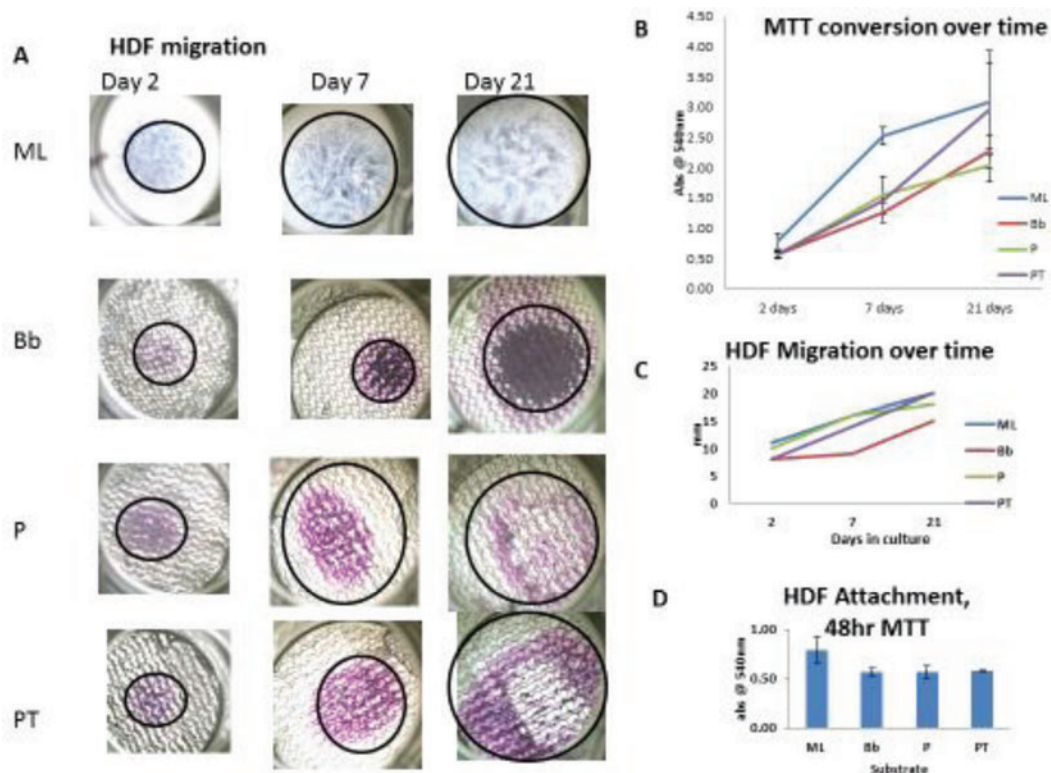 A
HDF migration
Day 2
Day 7
Day 21
ML
Bb
P
PT
B
MTT conversion over time
Abs @ 540nm
4.50
4.00
3.50
3.00
2.50
2.00
1.50
1.00
0.50
0.00
2 days
7 days
21 days
ML
Bb
P
PT
C
HDF Migration over time
mm
25
20
15
10
5
0
2
7
21
Days in culture
ML
Bb
P
PT
D
HDF Attachment,
48hr MTT
abs @ 540nm
1.00
0.50
0.00
ML
Bb
P
PT
Substrate